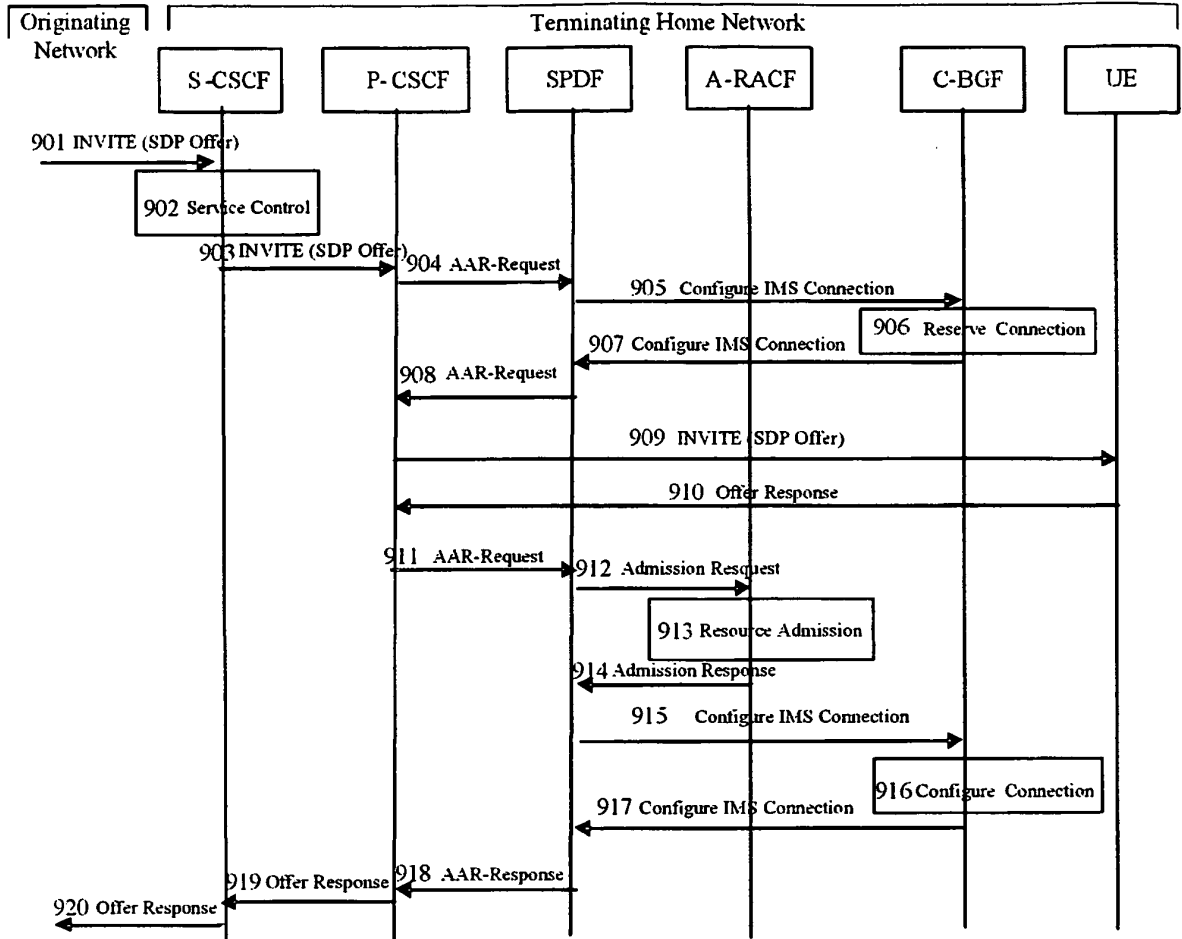 Originating
Network
Terminating Home Network
S-CSCF
P-CSCF
SPDF
A-RACF
C-BGF
UE
901 INVITE (SDP Offer)
902 Service Control
903 INVITE (SDP Offer)
904 AAR-Request
905 Configure IMS Connection
906 Reserve Connection
907 Configure IMS Connection
908 AAR-Request
909 INVITE (SDP Offer)
910 Offer Response
911 AAR-Request
912 Admission Resquest
913 Resource Admission
914 Admission Response
915 Configure IMS Connection
916 Configure Connection
917 Configure IMS Connection
918 AAR-Response
919 Offer Response
920 Offer Response